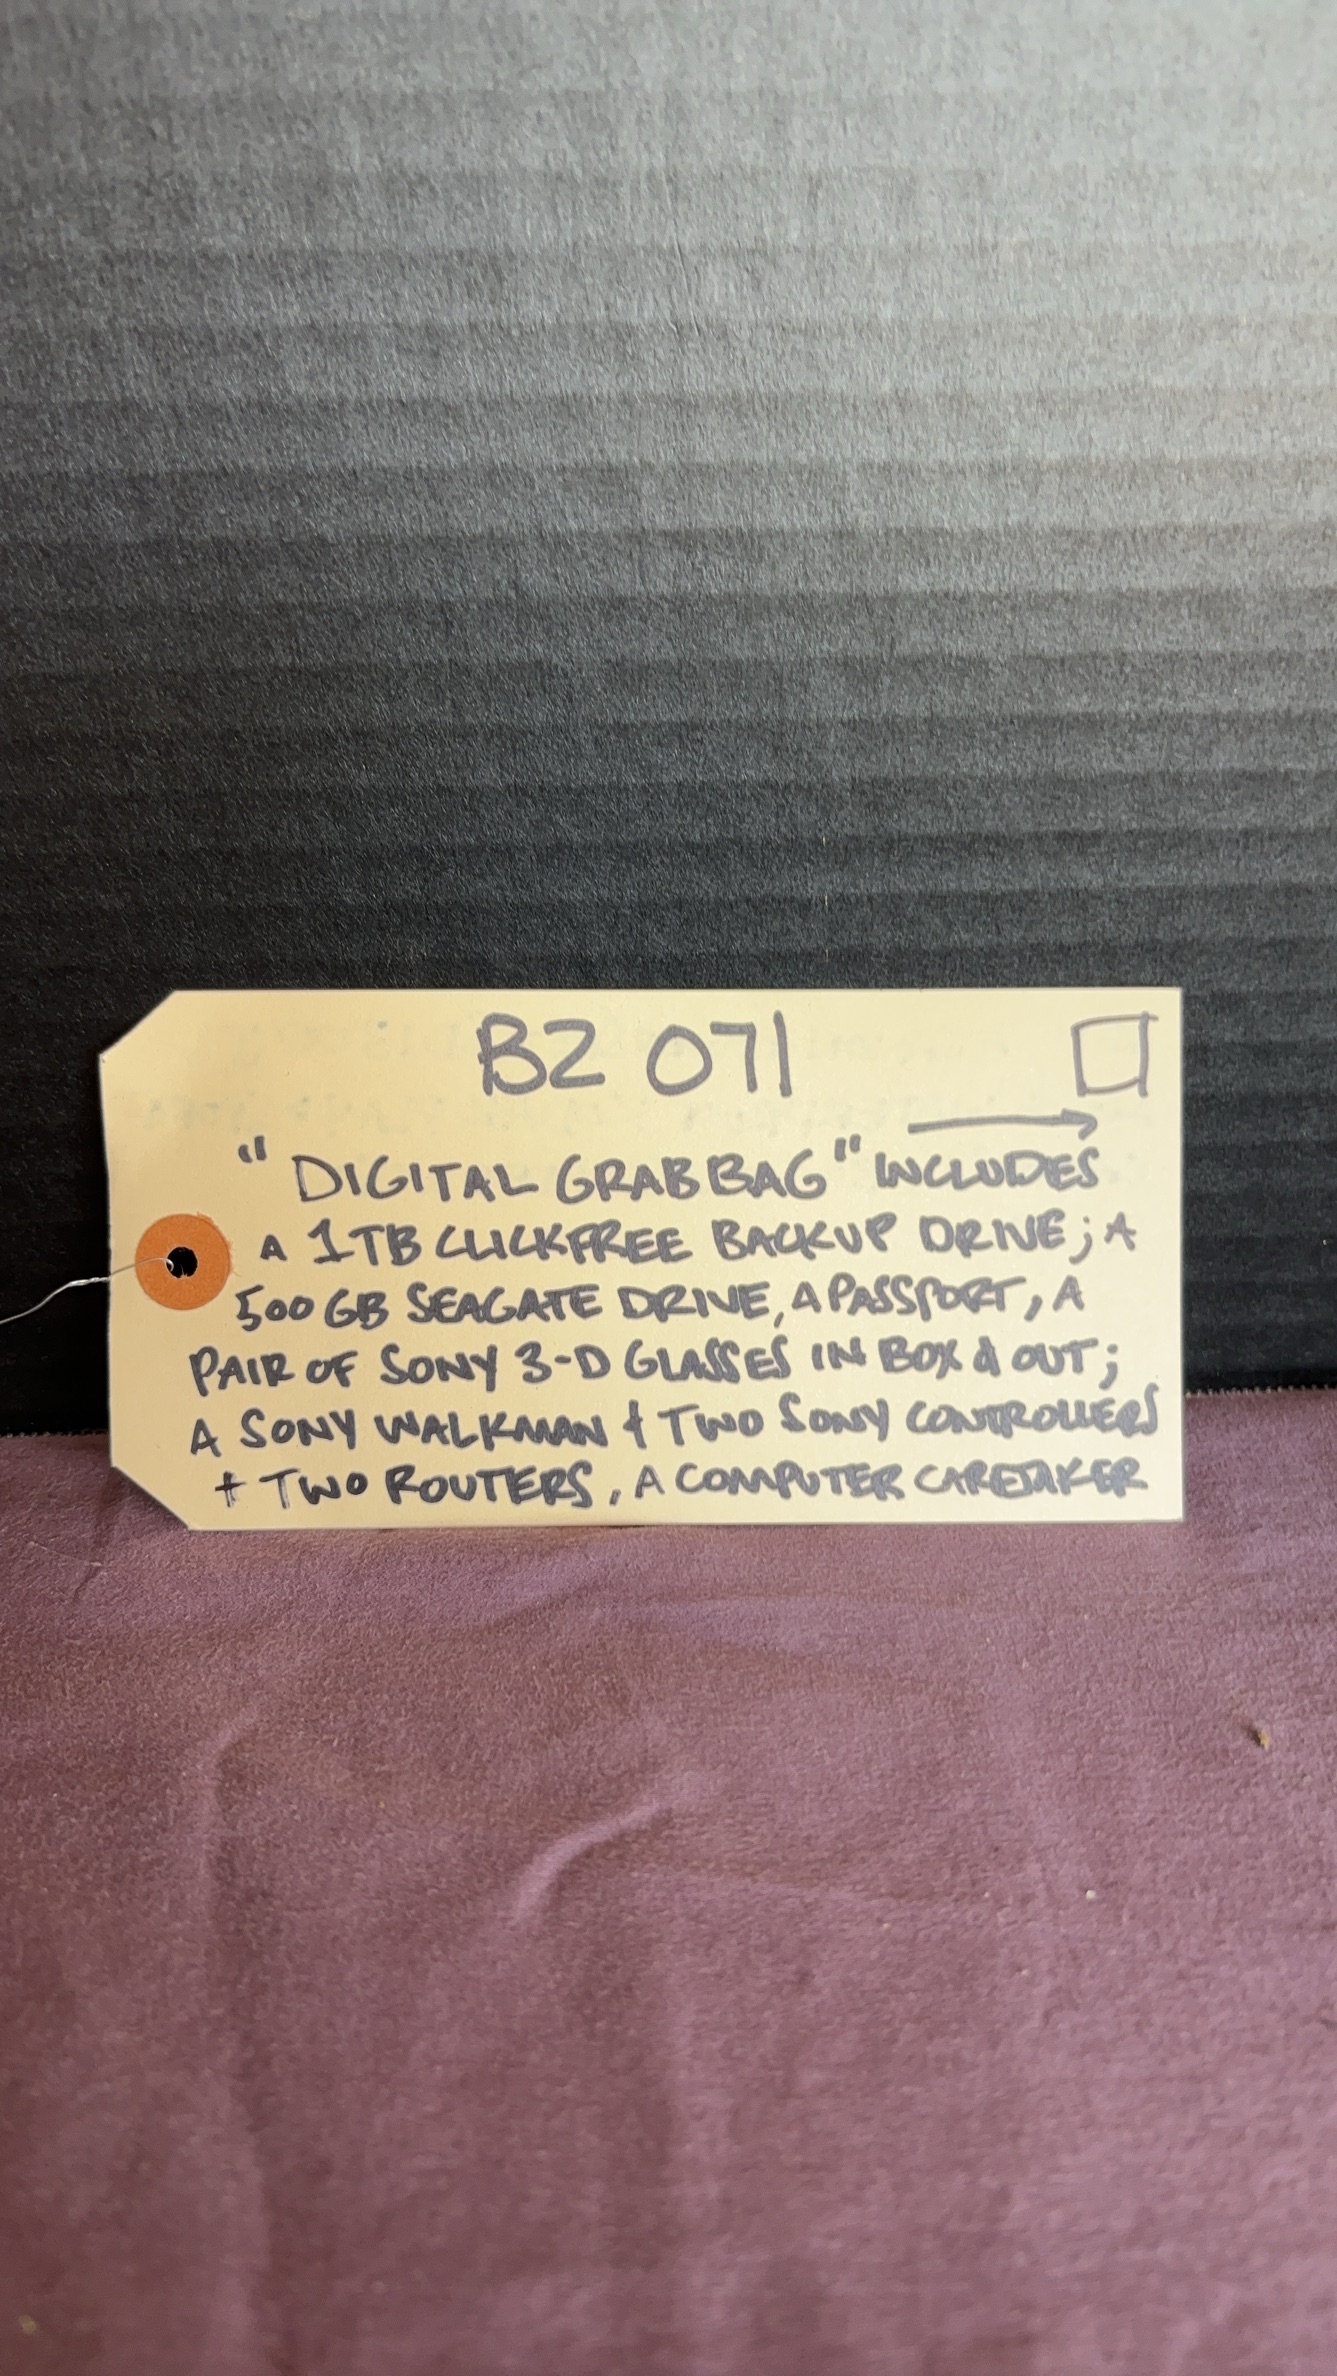 B2 071
"DIGITAL GRAB BAG" INCLUDES
A 1TB CLICKFREE BACKUP DRIVE; A
500 GB SEAGATE DRIVE, A PASSPORT, A
PAIR OF SONY 3-D GLASSES IN BOX & OUT;
A SONY WALKMAN & TWO SONY CONTROLLERS
+ TWO ROUTERS, A COMPUTER CARETAKER